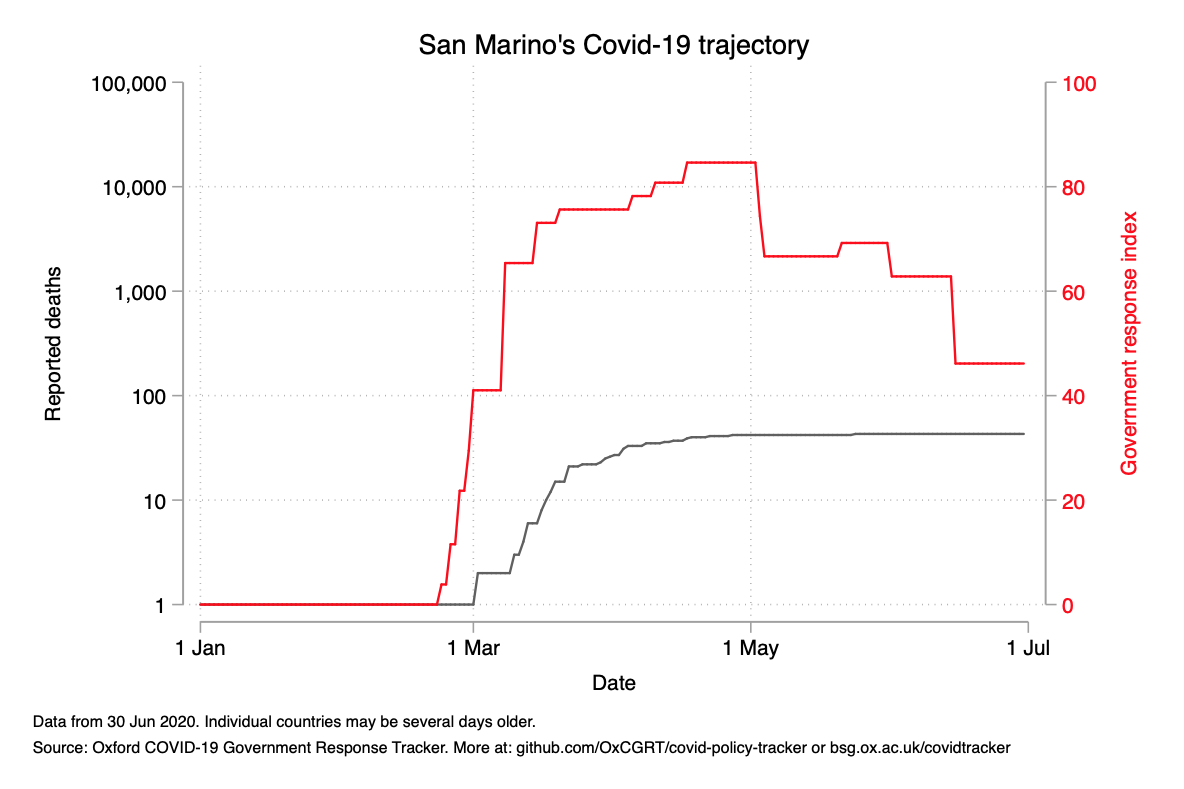 San Marino's Covid-19 trajectory
100,000
10,000
1,000
100
10
1
Reported deaths
100
80
60
40
20
0
Government response index
1 Jan
1 Mar
1 May
1 Jul
Date
Data from 30 Jun 2020. Individual countries may be several days older.
Source: Oxford COVID-19 Government Response Tracker. More at: github.com/OxCGRT/covid-policy-tracker or bsg.ox.ac.uk/covidtracker